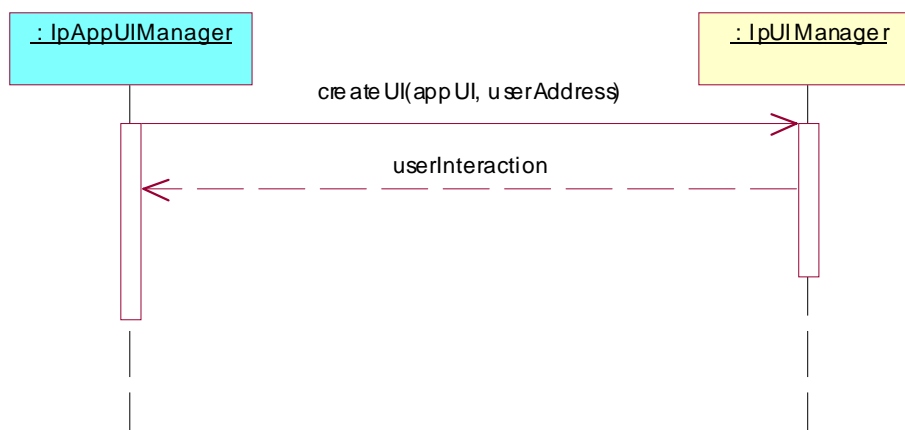 : IpAppUIManager
: IpUIManager
createUI(appUI, userAddress)
userInteraction